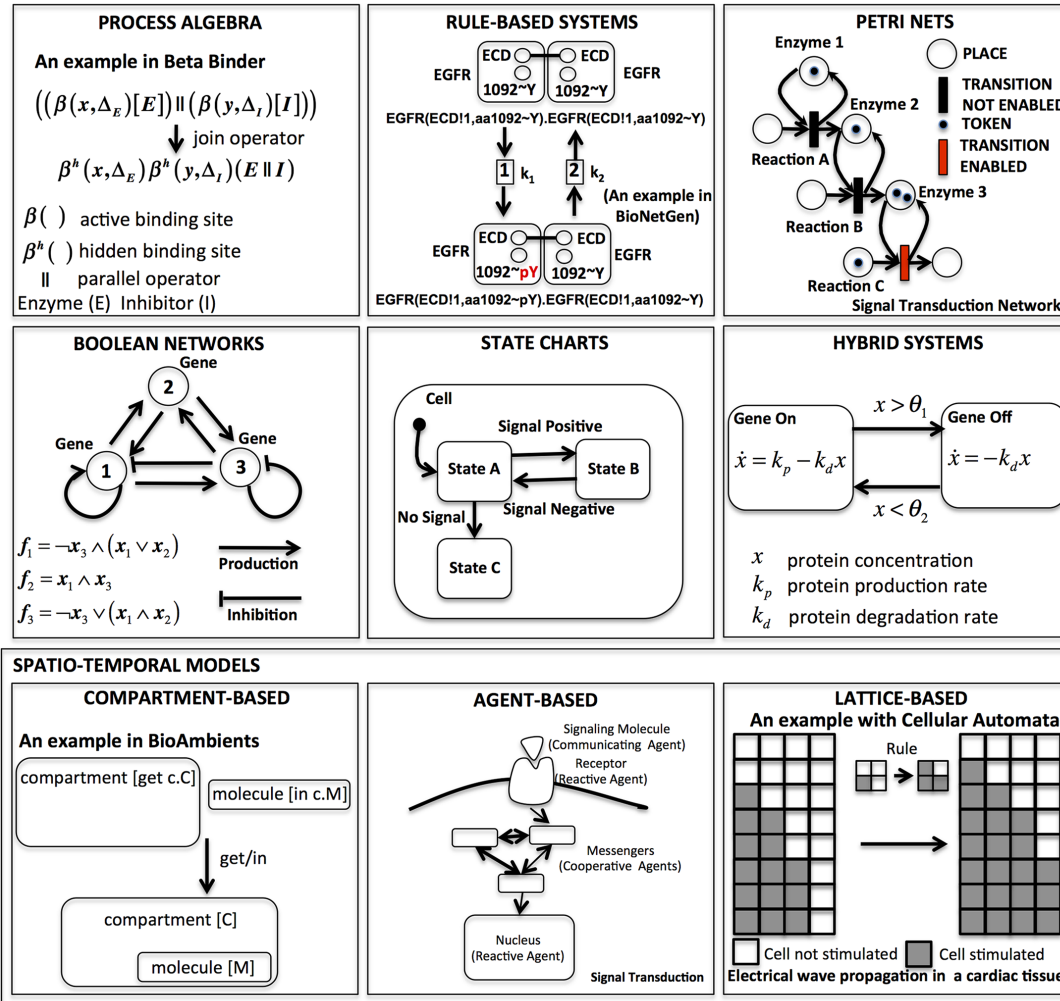 PROCESS ALGEBRA
An example in Beta Binder
((β(x,Δ_E)[E])‖(β(y,Δ_I)[I]))
join operator
β^h(x,Δ_E)β^h(y,Δ_I)(E‖I)
β( ) active binding site
β^h( ) hidden binding site
‖ parallel operator
Enzyme (E) Inhibitor (I)
RULE-BASED SYSTEMS
ECD ECD
EGFR EGFR
1092~Y 1092~Y
EGFR(ECD!1,aa1092~Y).EGFR(ECD!1,aa1092~Y)
1 k₁ 2 k₂
(An example in
BioNetGen)
ECD ECD
EGFR EGFR
1092~pY 1092~Y
EGFR(ECD!1,aa1092~pY).EGFR(ECD!1,aa1092~Y)
PETRI NETS
Enzyme 1
PLACE
TRANSITION
NOT ENABLED
TOKEN
TRANSITION
ENABLED
Enzyme 2
Reaction A
Enzyme 3
Reaction B
Reaction C
Signal Transduction Network
BOOLEAN NETWORKS
Gene
2
Gene Gene
1 3
f₁ = ¬x₃ ∧ (x₁ ∨ x₂)
Production
f₂ = x₁ ∧ x₃
f₃ = ¬x₃ ∨ (x₁ ∧ x₂)
Inhibition
STATE CHARTS
Cell
Signal Positive
State A State B
Signal Negative
No Signal
State C
HYBRID SYSTEMS
Gene On x > θ₁ Gene Off
ẋ = k_p − k_d x ẋ = −k_d x
x < θ₂
x protein concentration
k_p protein production rate
k_d protein degradation rate
SPATIO-TEMPORAL MODELS
COMPARTMENT-BASED
An example in BioAmbients
compartment [get c.C]
molecule [in c.M]
get/in
compartment [C]
molecule [M]
AGENT-BASED
Signaling Molecule
(Communicating Agent)
Receptor
(Reactive Agent)
Messengers
(Cooperative Agents)
Nucleus
(Reactive Agent)
Signal Transduction
LATTICE-BASED
An example with Cellular Automata
Rule
Cell not stimulated Cell stimulated
Electrical wave propagation in a cardiac tissue